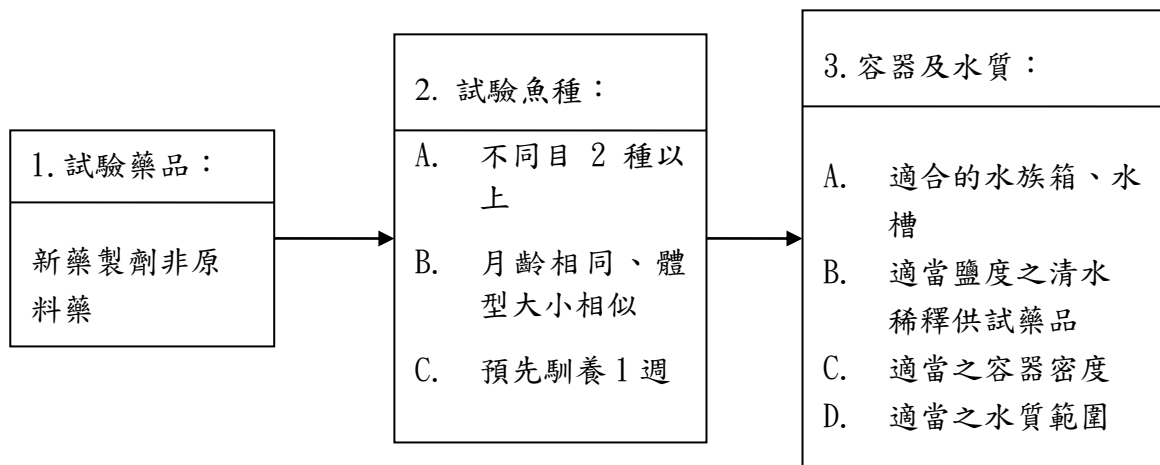 1.試驗藥品：
新藥製劑非原
料藥
2. 試驗魚種：
A. 不同目 2 種以
上
B. 月齡相同、體
型大小相似
C. 預先馴養1週
3.容器及水質：
A. 適合的水族箱、水
槽
B. 適當鹽度之清水
稀釋供試藥品
C. 適當之容器密度
D. 適當之水質範圍